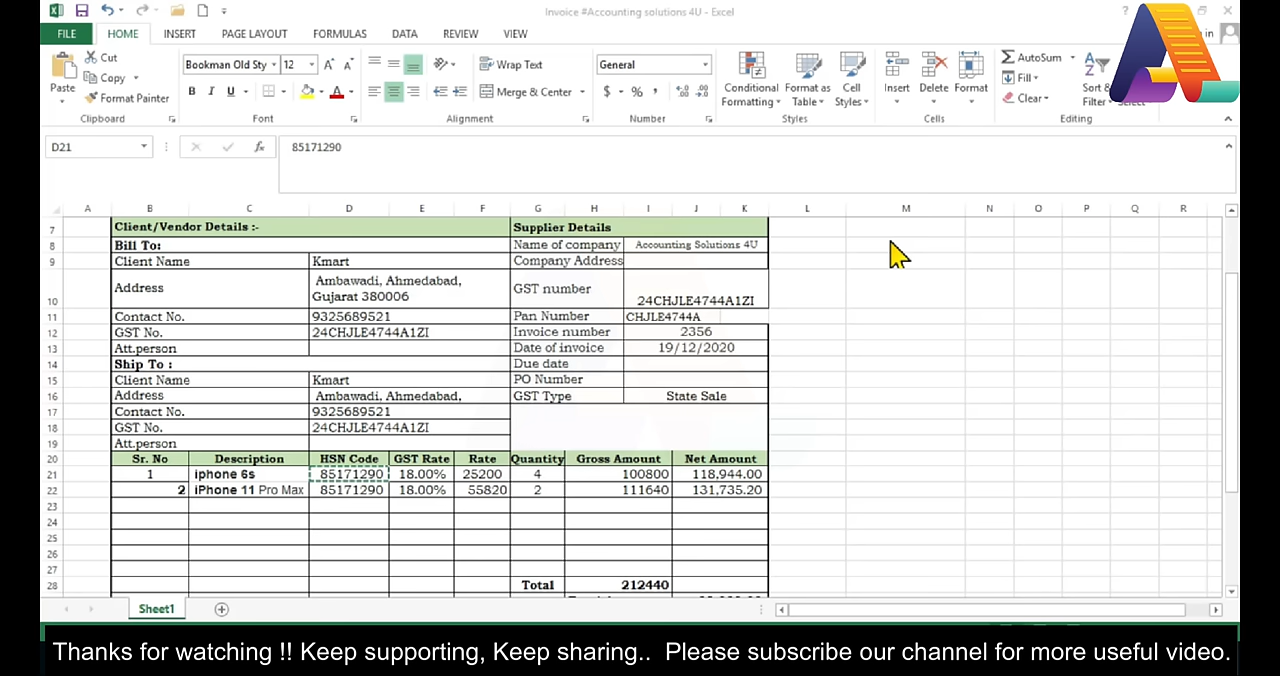 Invoice #Accounting solutions 4U - Excel
?
in
FILE HOME INSERT PAGE LAYOUT FORMULAS DATA REVIEW VIEW
Cut
Copy
Format Painter
Paste
Clipboard
Bookman Old Sty 12
B I U
Font
Wrap Text
Merge & Center
Alignment
General
$ % ,
Number
Conditional Formatting
Format as Table
Cell Styles
Styles
Insert Delete Format
Cells
AutoSum
Fill
Clear
Sort &
Filter Select
Editing
D21 fx 85171290
A B C D E F G H I J K L M N O P Q R
7 Client/Vendor Details :- Supplier Details
8 Bill To: Name of company Accounting Solutions 4U
9 Client Name Kmart Company Address
10 Address Ambawadi, Ahmedabad, Gujarat 380006 GST number 24CHJLE4744A1ZI
11 Contact No. 9325689521 Pan Number CHJLE4744A
12 GST No. 24CHJLE4744A1ZI Invoice number 2356
13 Att.person Date of invoice 19/12/2020
14 Ship To : Due date
15 Client Name Kmart PO Number
16 Address Ambawadi, Ahmedabad, GST Type State Sale
17 Contact No. 9325689521
18 GST No. 24CHJLE4744A1ZI
19 Att.person
20 Sr. No Description HSN Code GST Rate Rate Quantity Gross Amount Net Amount
21 1 iphone 6s 85171290 18.00% 25200 4 100800 118,944.00
22 2 iPhone 11 Pro Max 85171290 18.00% 55820 2 111640 131,735.20
23
24
25
26
27
28 Total 212440
Sheet1
Thanks for watching !! Keep supporting, Keep sharing.. Please subscribe our channel for more useful video.